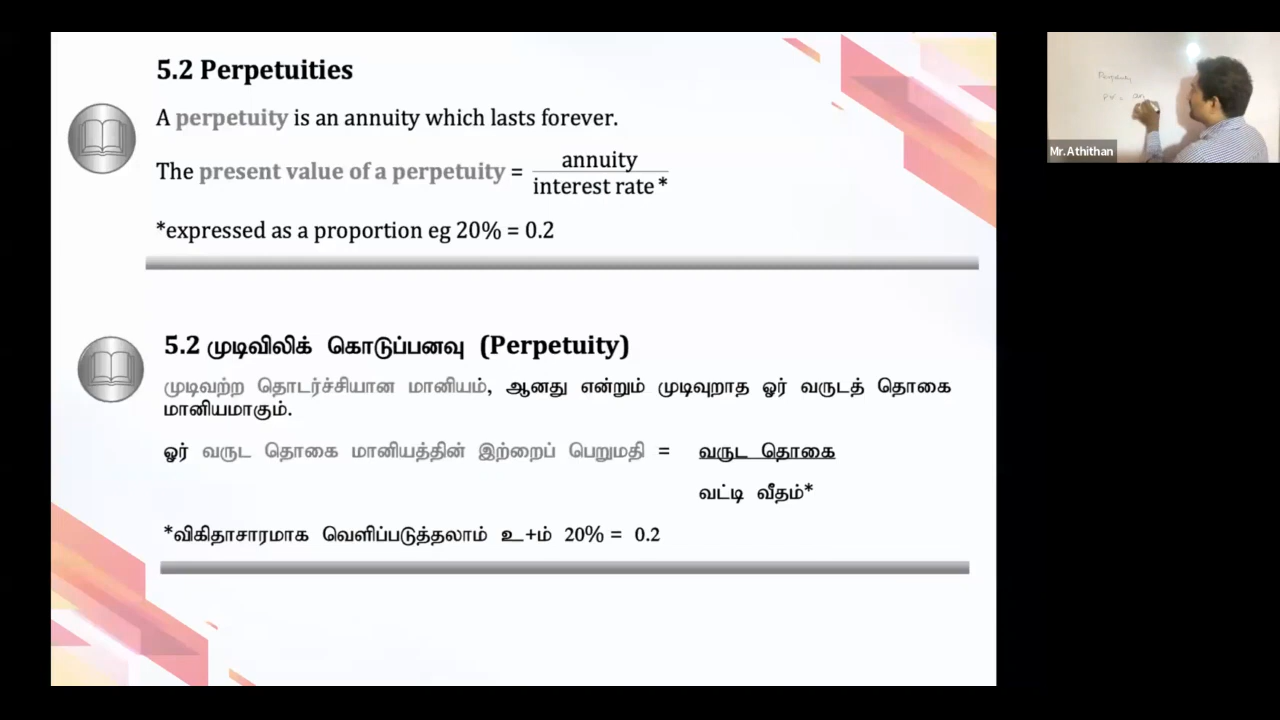 5.2 Perpetuities
A perpetuity is an annuity which lasts forever.
The present value of a perpetuity = annuity
interest rate*
*expressed as a proportion eg 20% = 0.2
5.2 முடிவிலிக் கொடுப்பனவு (Perpetuity)
முடிவற்ற தொடர்ச்சியான மானியம், ஆனது என்றும் முடிவுறாத ஓர் வருடத் தொகை
மானியமாகும்.
ஓர் வருட தொகை மானியத்தின் இற்றைப் பெறுமதி = வருட தொகை
வட்டி வீதம்*
*விகிதாசாரமாக வெளிப்படுத்தலாம் உ+ம் 20% = 0.2
Perpetuity
PV =
Mr.Athithan